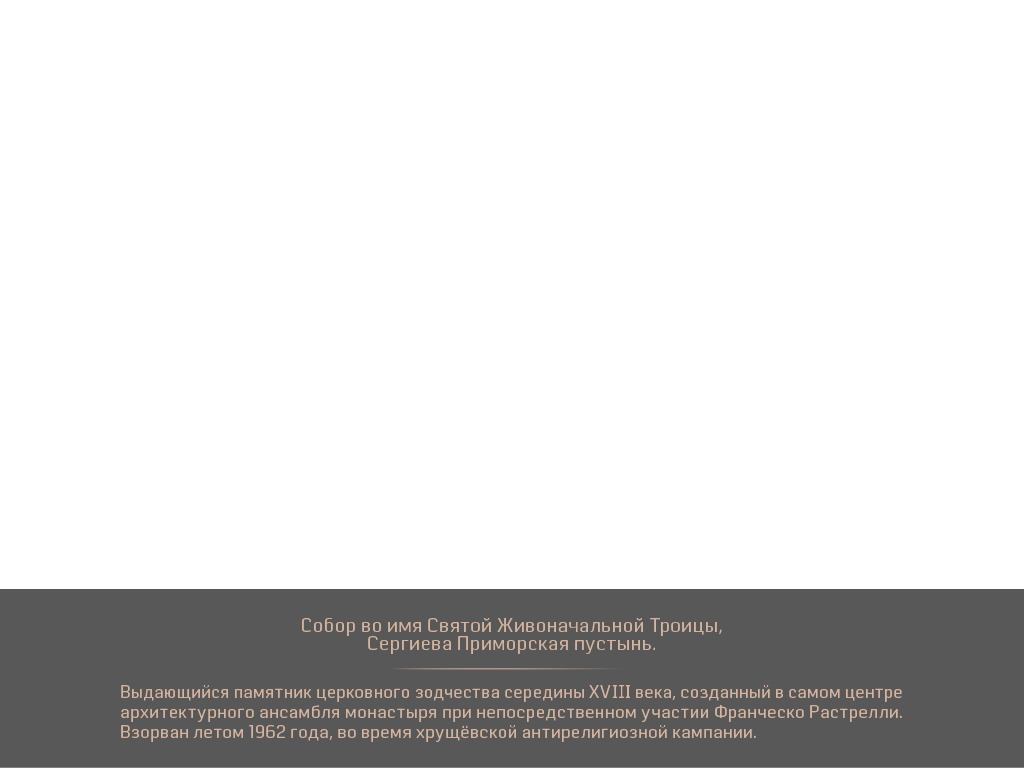 Собор во имя Святой Живоначальной Троицы,
Сергиева Приморская пустынь.
Выдающийся памятник церковного зодчества середины XVIII века, созданный в самом центре
архитектурного ансамбля монастыря при непосредственном участии Франческо Растрелли.
Взорван летом 1962 года, во время хрущёвской антирелигиозной кампании.